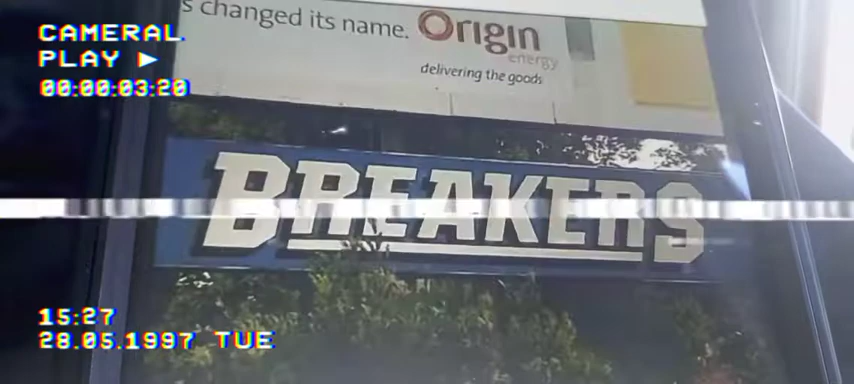 CAMERAL
PLAY ▶
00:00:03:20
s changed its name.
Origin
energy
delivering the goods
BREAKERS
15:27
28.05.1997 TUE